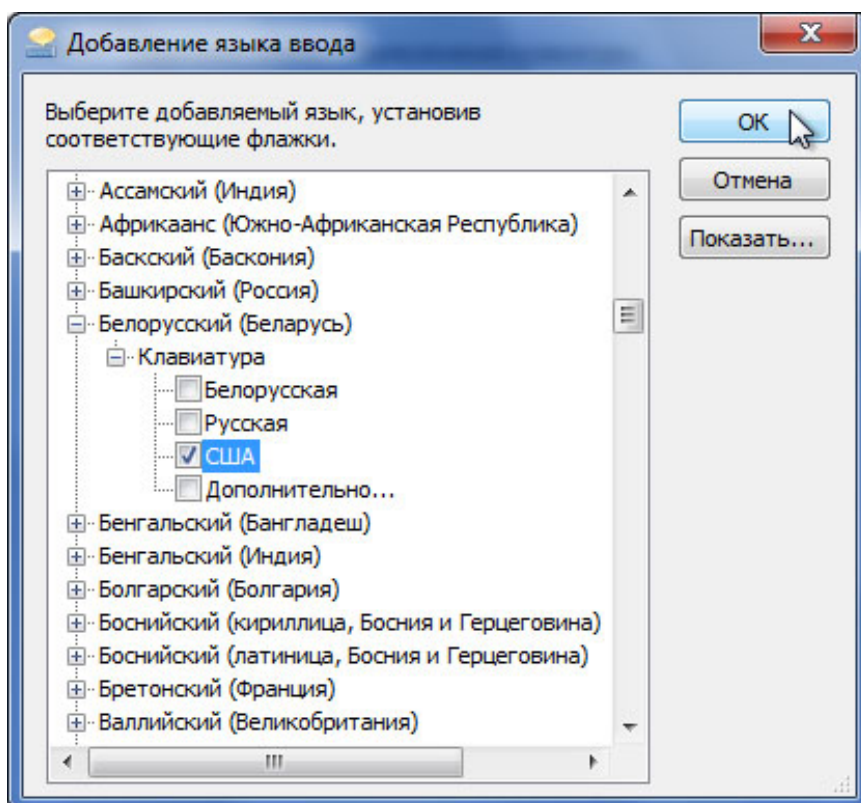 Добавление языка ввода
Выберите добавляемый язык, установив
соответствующие флажки.
OK
Отмена
Показать...
Ассамский (Индия)
Африкаанс (Южно-Африканская Республика)
Баскский (Баскония)
Башкирский (Россия)
Белорусский (Беларусь)
Клавиатура
Белорусская
Русская
США
Дополнительно...
Бенгальский (Бангладеш)
Бенгальский (Индия)
Болгарский (Болгария)
Боснийский (кириллица, Босния и Герцеговина)
Боснийский (латиница, Босния и Герцеговина)
Бретонский (Франция)
Валлийский (Великобритания)